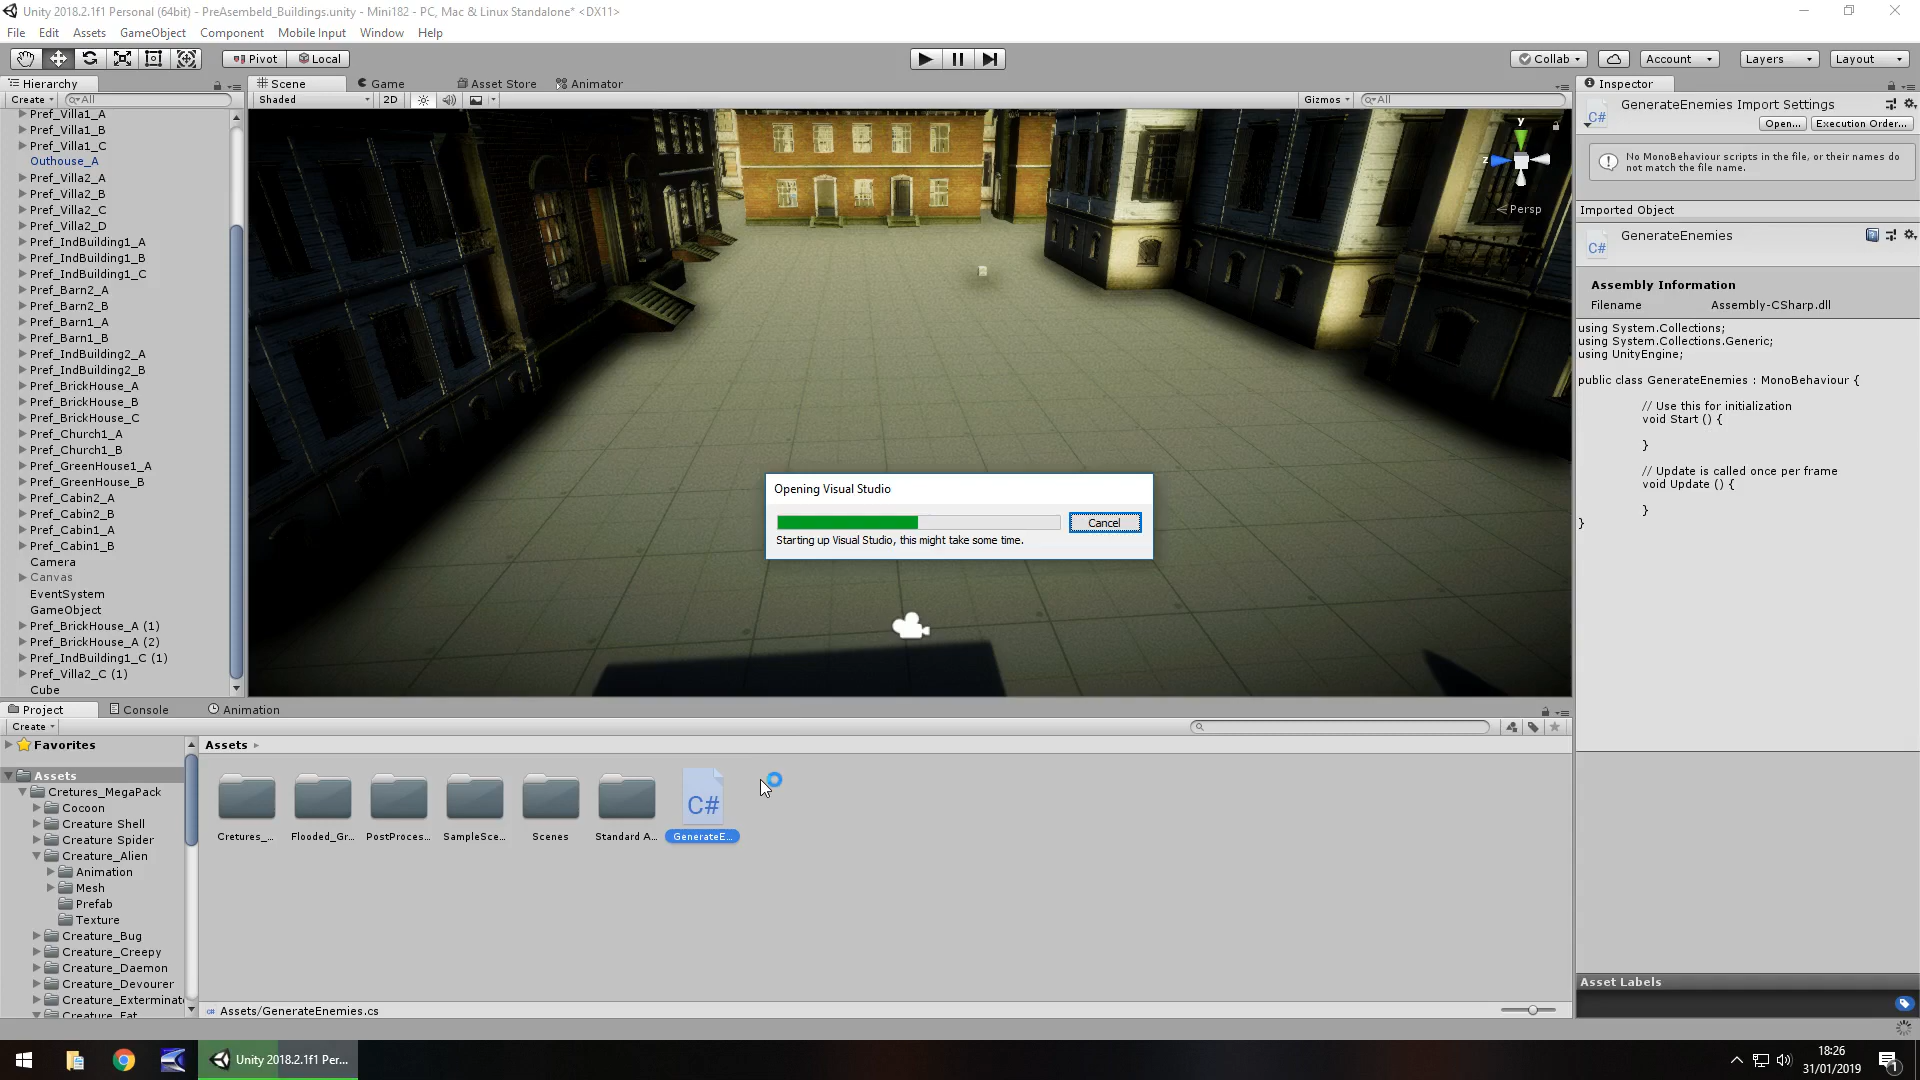 Unity 2018.2.1f1 Personal (64bit) - PreAsembeld_Buildings.unity - Mini182 - PC, Mac & Linux Standalone* <DX11>
File Edit Assets GameObject Component Mobile Input Window Help
Pivot Local Collab Account Layers Layout
Hierarchy
Create All
Pref_Villa1_A
Pref_Villa1_B
Pref_Villa1_C
Outhouse_A
Pref_Villa2_A
Pref_Villa2_B
Pref_Villa2_C
Pref_Villa2_D
Pref_IndBuilding1_A
Pref_IndBuilding1_B
Pref_IndBuilding1_C
Pref_Barn2_A
Pref_Barn2_B
Pref_Barn1_A
Pref_Barn1_B
Pref_IndBuilding2_A
Pref_IndBuilding2_B
Pref_BrickHouse_A
Pref_BrickHouse_B
Pref_BrickHouse_C
Pref_Church1_A
Pref_Church1_B
Pref_GreenHouse1_A
Pref_GreenHouse_B
Pref_Cabin2_A
Pref_Cabin2_B
Pref_Cabin1_A
Pref_Cabin1_B
Camera
Canvas
EventSystem
GameObject
Pref_BrickHouse_A (1)
Pref_BrickHouse_A (2)
Pref_IndBuilding1_C (1)
Pref_Villa2_C (1)
Cube
Scene Game Asset Store Animator
Shaded 2D Gizmos All
y
z
Persp
Opening Visual Studio
Cancel
Starting up Visual Studio, this might take some time.
Inspector
GenerateEnemies Import Settings
C#
Open... Execution Order...
No MonoBehaviour scripts in the file, or their names do
not match the file name.
Imported Object
GenerateEnemies
C#
Assembly Information
Filename Assembly-CSharp.dll
using System.Collections;
using System.Collections.Generic;
using UnityEngine;
public class GenerateEnemies : MonoBehaviour {
// Use this for initialization
void Start () {
}
// Update is called once per frame
void Update () {
}
}
Asset Labels
Project Console Animation
Create
Favorites
Assets
Cretures_MegaPack
Cocoon
Creature Shell
Creature Spider
Creature_Alien
Animation
Mesh
Prefab
Texture
Creature_Bug
Creature_Creepy
Creature_Daemon
Creature_Devourer
Creature_Exterminat
Creature_Fat
Assets
C#
Cretures_... Flooded_Gr... PostProces... SampleSce... Scenes Standard A... GenerateE...
Assets/GenerateEnemies.cs
Unity 2018.2.1f1 Per...
18:26
31/01/2019
1